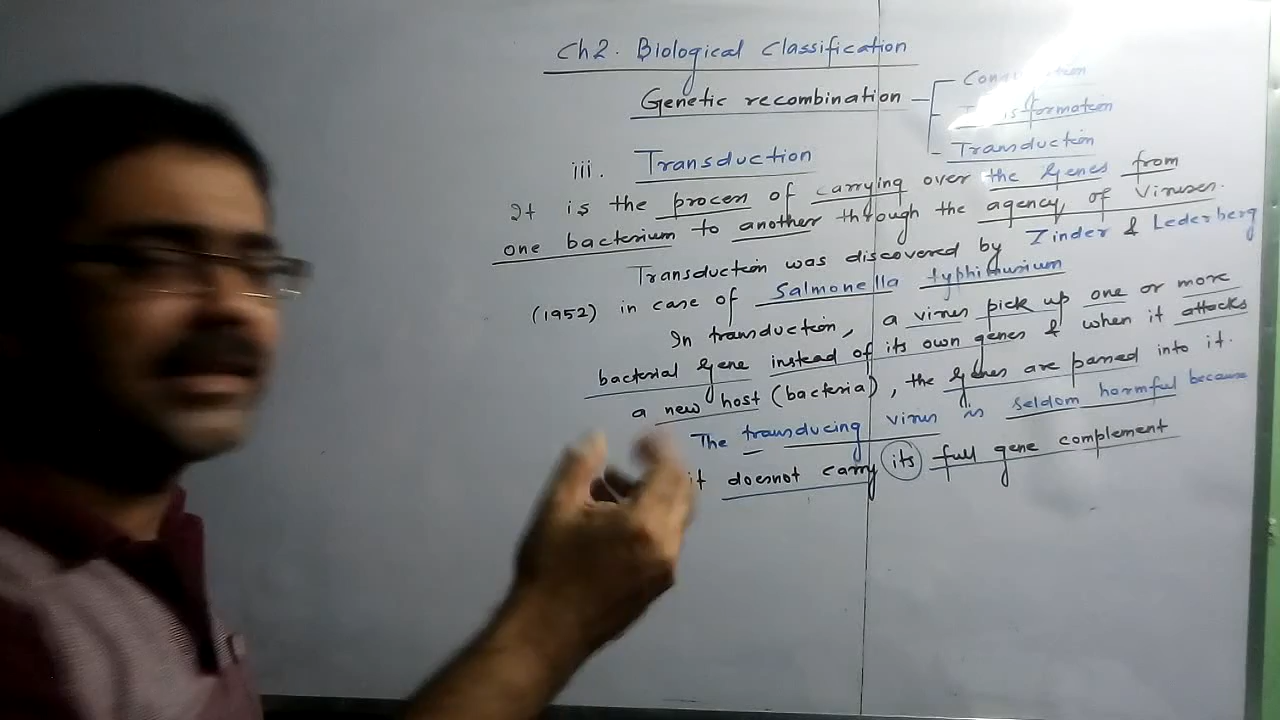 Ch2. Biological Classification
Genetic recombination
Transduction
iii. Transduction
It is the process of carrying over the genes from
one bacterium to another through the agency of viruses.
Transduction was discovered by Zinder & Lederberg
(1952) in case of Salmonella typhimurium
In transduction, a virus pick up one or more
bacterial gene instead of its own genes & when it attacks
a new host (bacteria), the genes are passed into it.
The transducing virus is seldom harmful because
it doesnot carry its full gene complement